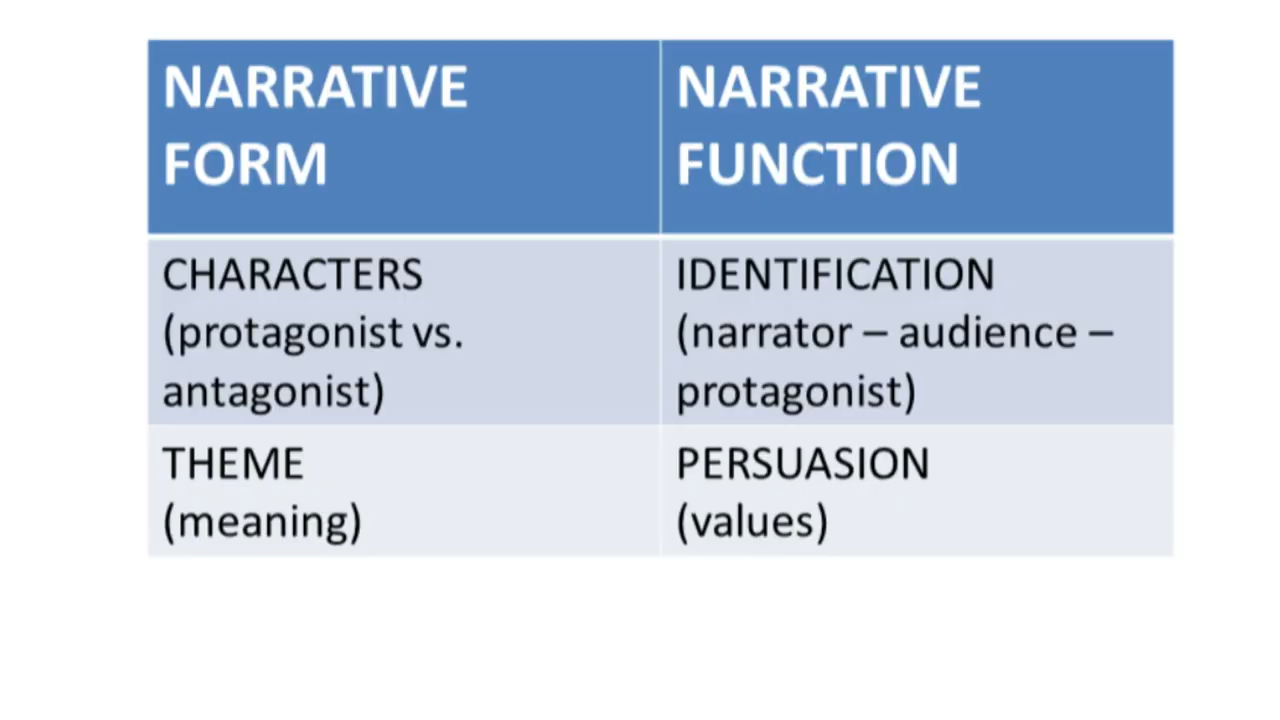 NARRATIVE
FORM
NARRATIVE
FUNCTION
CHARACTERS
(protagonist vs.
antagonist)
IDENTIFICATION
(narrator – audience –
protagonist)
THEME
(meaning)
PERSUASION
(values)